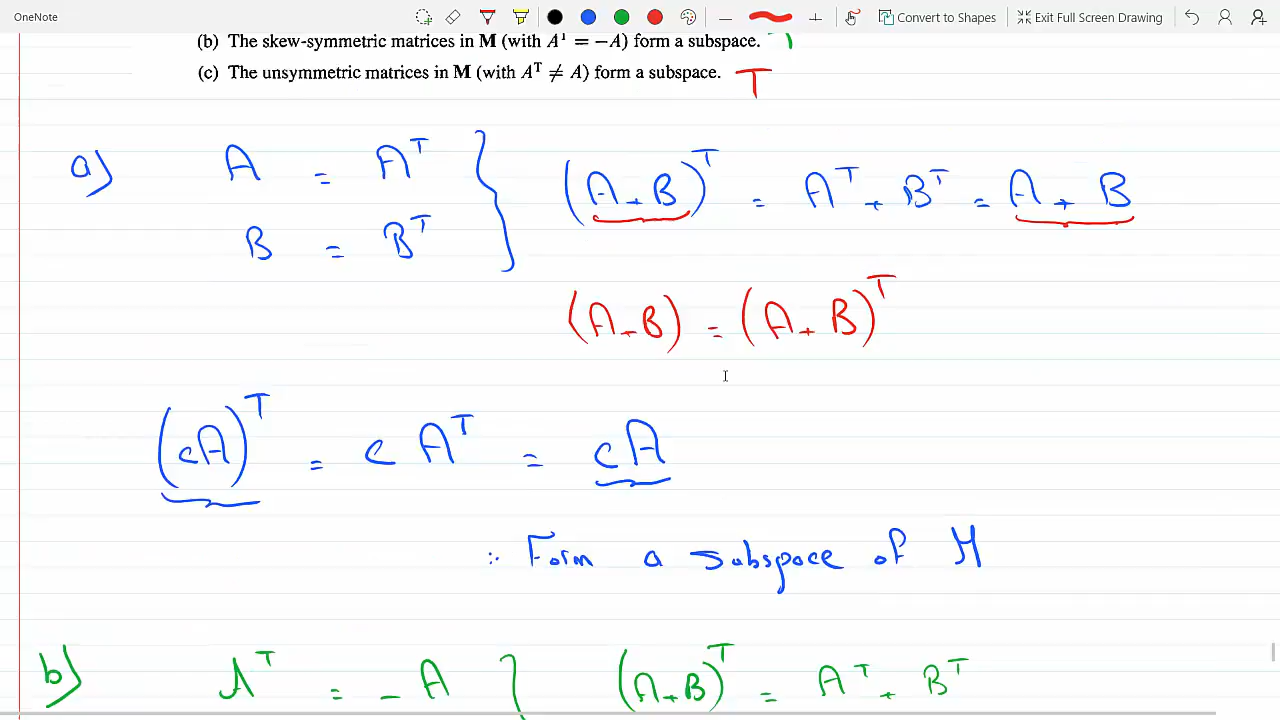 OneNote
Convert to Shapes
Exit Full Screen Drawing
(b) The skew-symmetric matrices in M (with Aᵀ = −A) form a subspace. T
(c) The unsymmetric matrices in M (with Aᵀ ≠ A) form a subspace. T
a) A = Aᵀ } (A + B)ᵀ = Aᵀ + Bᵀ = A + B
B = Bᵀ
(A + B) = (A + B)ᵀ
(cA)ᵀ = c Aᵀ = cA
∴ Form a subspace of M
b) Aᵀ = − A } (A+B)ᵀ = Aᵀ + Bᵀ